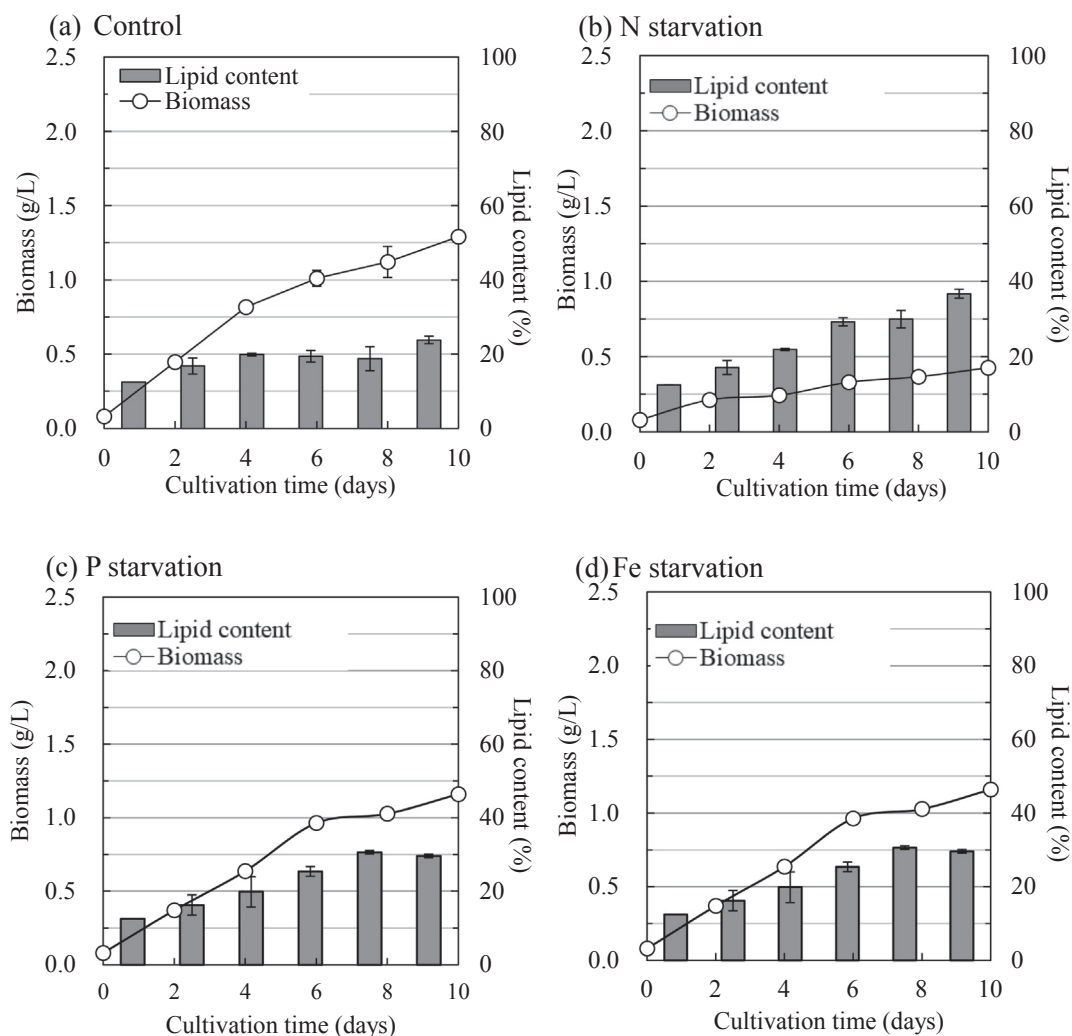 (a) Control
2.5
2.0
1.5
1.0
0.5
0.0
Biomass (g/L)
Lipid content
Biomass
100
80
60
40
20
0
Lipid content (%)
0 2 4 6 8 10
Cultivation time (days)
(b) N starvation
2.5
2.0
1.5
1.0
0.5
0.0
Biomass (g/L)
Lipid content
Biomass
100
80
60
40
20
0
Lipid content (%)
0 2 4 6 8 10
Cultivation time (days)
(c) P starvation
2.5
2.0
1.5
1.0
0.5
0.0
Biomass (g/L)
Lipid content
Biomass
100
80
60
40
20
0
Lipid content (%)
0 2 4 6 8 10
Cultivation time (days)
(d) Fe starvation
2.5
2.0
1.5
1.0
0.5
0.0
Biomass (g/L)
Lipid content
Biomass
100
80
60
40
20
0
Lipid content (%)
0 2 4 6 8 10
Cultivation time (days)